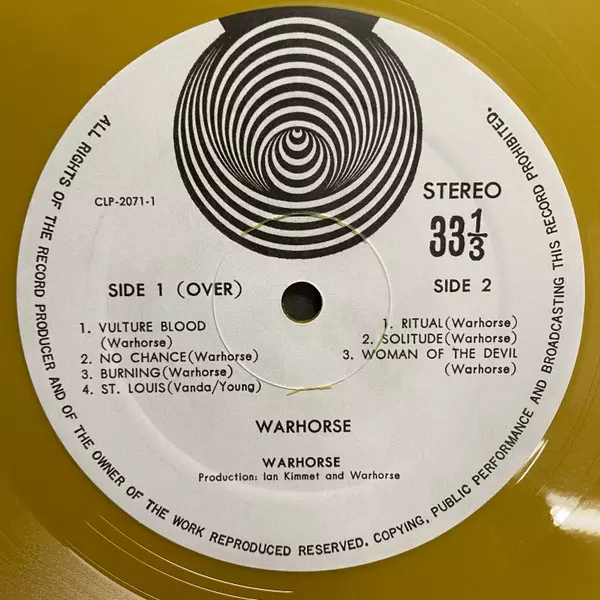 ALL RIGHTS OF THE RECORD PRODUCER AND OF THE OWNER OF THE WORK REPRODUCED RESERVED. COPYING, PUBLIC PERFORMANCE AND BROADCASTING THIS RECORD PROHIBITED.
CLP-2071-1
STEREO
33 1/3
SIDE 1 (OVER)
1. VULTURE BLOOD
(Warhorse)
2. NO CHANCE(Warhorse)
3. BURNING(Warhorse)
4. ST. LOUIS(Vanda/Young)
SIDE 2
1. RITUAL(Warhorse)
2. SOLITUDE(Warhorse)
3. WOMAN OF THE DEVIL
(Warhorse)
WARHORSE
WARHORSE
Production: Ian Kimmet and Warhorse